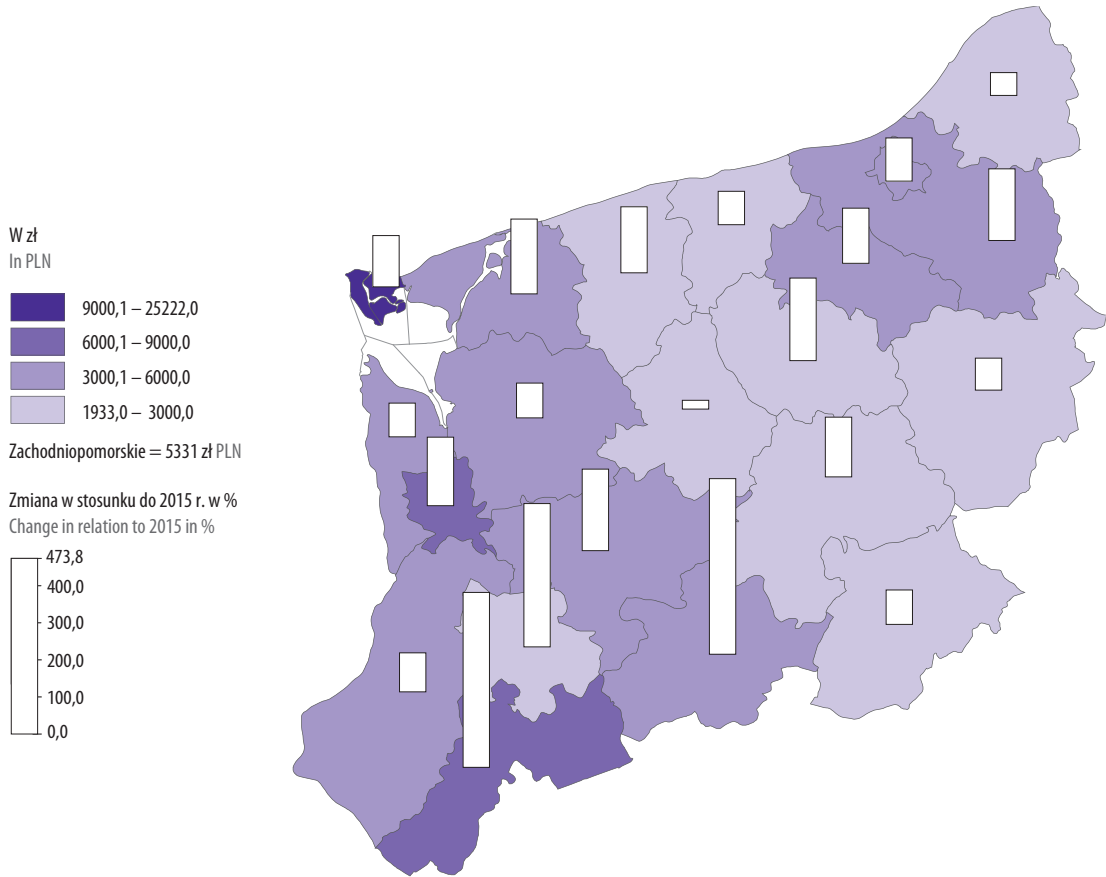 W zł
In PLN
9000,1 – 25222,0
6000,1 – 9000,0
3000,1 – 6000,0
1933,0 – 3000,0
Zachodniopomorskie = 5331 zł PLN
Zmiana w stosunku do 2015 r. w %
Change in relation to 2015 in %
473,8
400,0
300,0
200,0
100,0
0,0